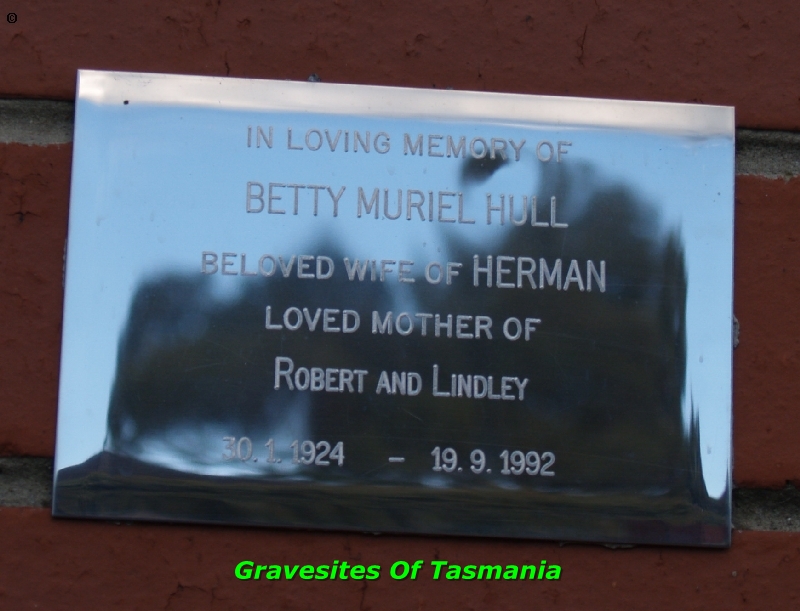 ©
IN LOVING MEMORY OF
BETTY MURIEL HULL
BELOVED WIFE OF HERMAN
LOVED MOTHER OF
ROBERT AND LINDLEY
30. 1. 1924 – 19. 9. 1992
Gravesites Of Tasmania